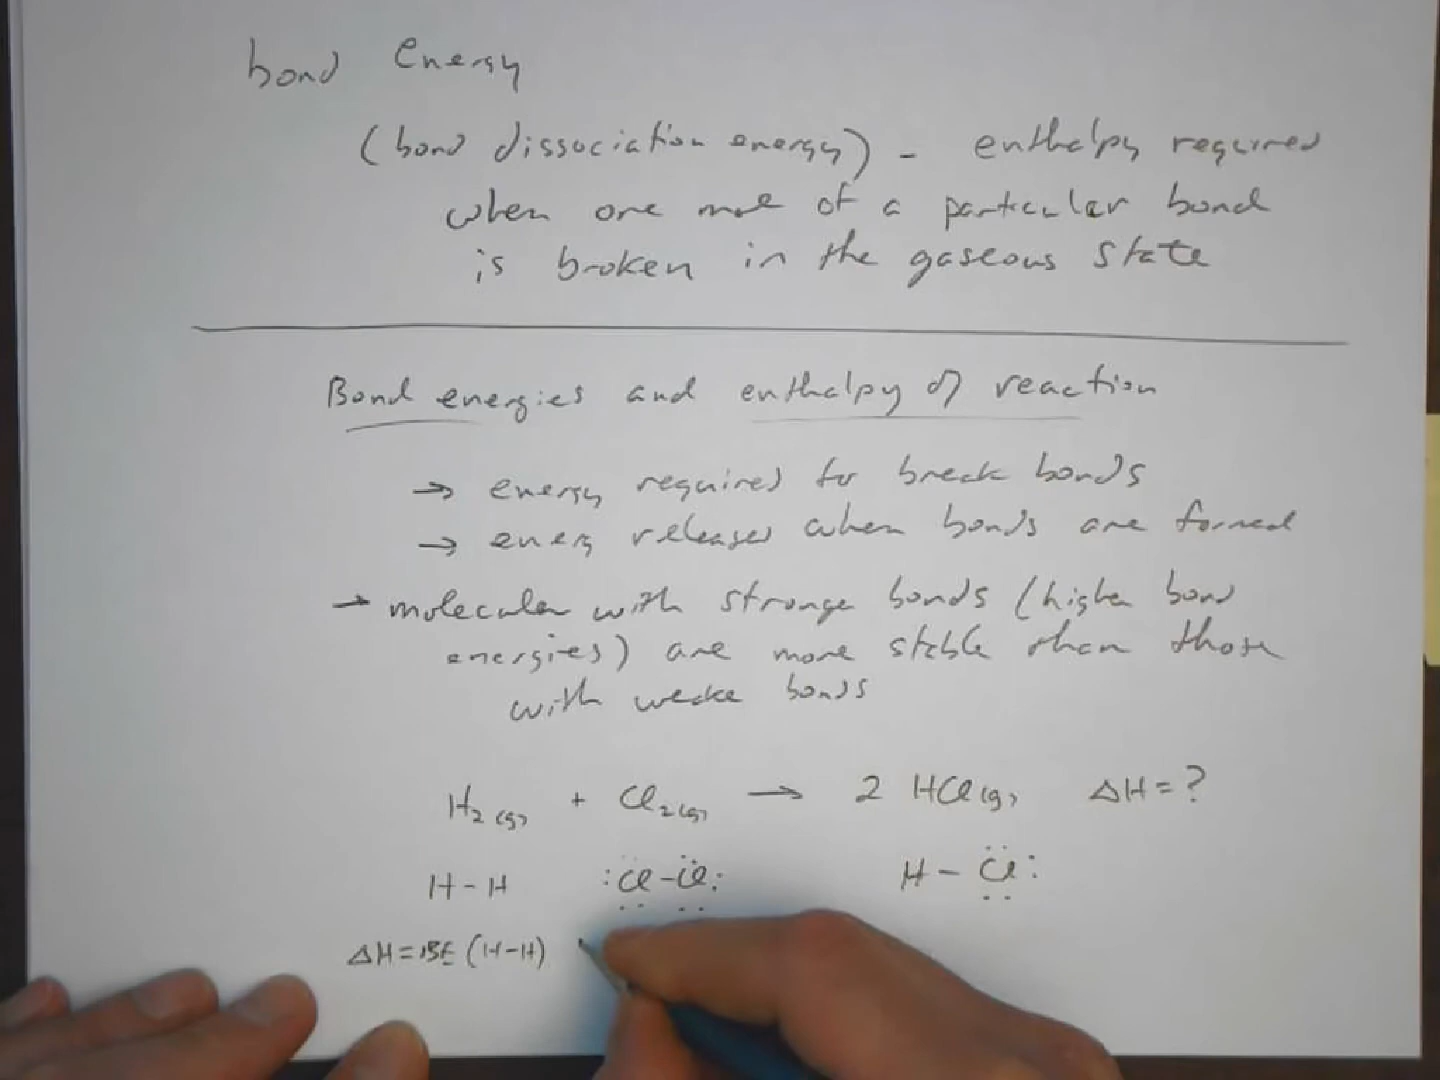 bond energy
(bond dissociation energy) - enthalpy required
when one mole of a particular bond
is broken in the gaseous state
Bond energies and enthalpy of reaction
→ energy required to break bonds
→ energy released when bonds are formed
→ molecules with stronger bonds (higher bond
energies) are more stable than those
with weaker bonds
H₂(g) + Cl₂(g) → 2 HCl(g) ΔH = ?
H-H :Cl-Cl: H-Cl:
ΔH = 1BE (H-H)